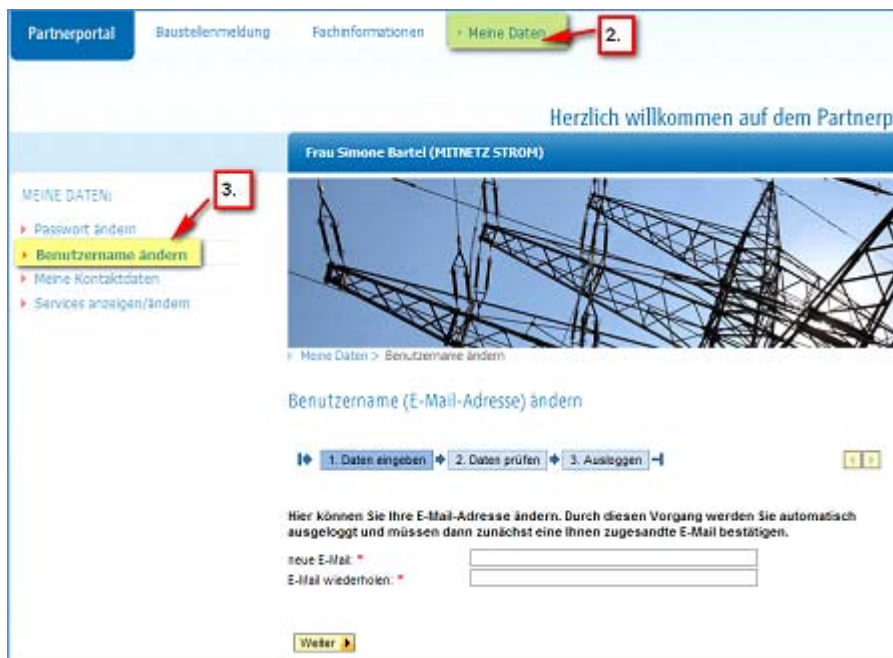 Partnerportal Baustellenmeldung Fachinformationen Meine Daten 2.
Herzlich willkommen auf dem Partnerp
Frau Simone Bartel (MITNETZ STROM)
MEINE DATEN: 3.
Passwort ändern
Benutzername ändern
Meine Kontaktdaten
Services anzeigen/ändern
Meine Daten > Benutzername ändern
Benutzername (E-Mail-Adresse) ändern
1. Daten eingeben 2. Daten prüfen 3. Ausloggen
Hier können Sie Ihre E-Mail-Adresse ändern. Durch diesen Vorgang werden Sie automatisch
ausgeloggt und müssen dann zunächst eine Ihnen zugesandte E-Mail bestätigen.
neue E-Mail: *
E-Mail wiederholen: *
Weiter